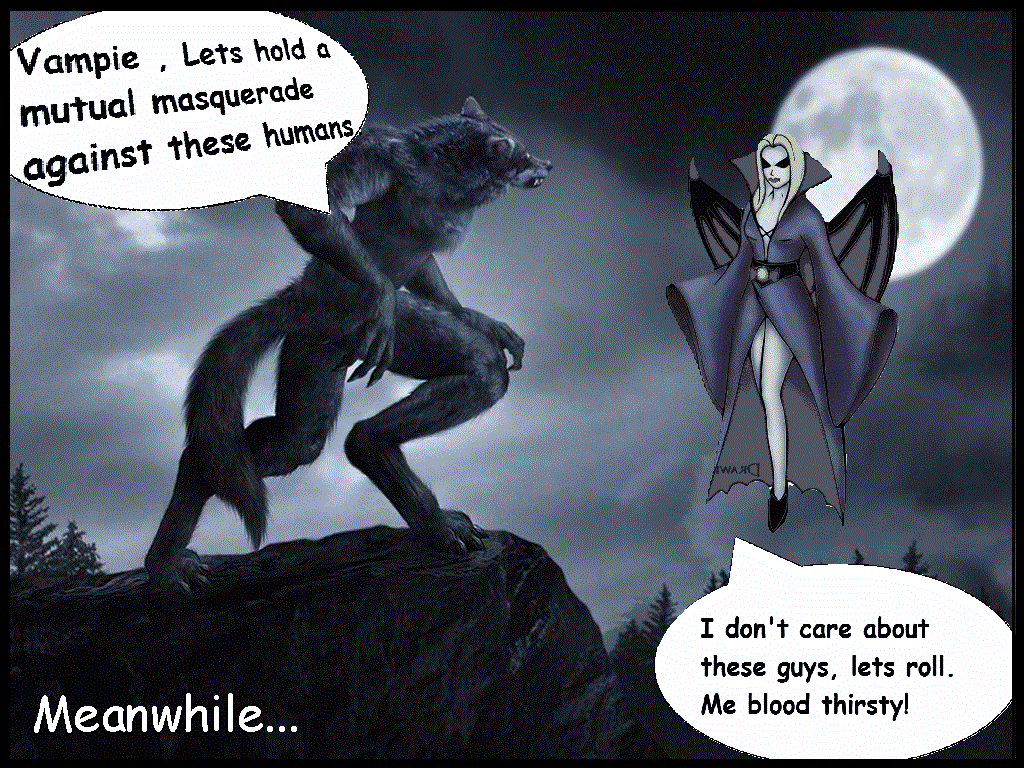 Vampie , Lets hold a
mutual masquerade
against these humans
I don't care about
these guys, lets roll.
Me blood thirsty!
Meanwhile...